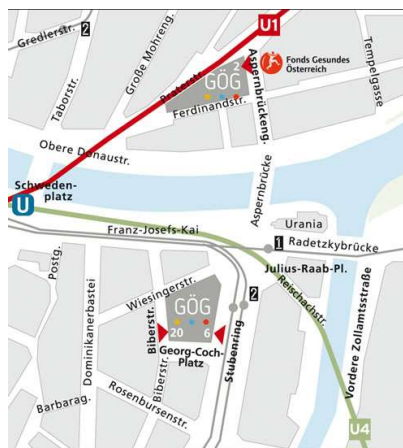 Gredlerstr.
2
U1
Große Mohreng.
Taborstr.
Praterstr.
2
GÖG
Fonds Gesundes
Österreich
Ferdinandstr.
Aspernbrückeng.
Tempelgasse
Obere Donaustr.
Schweden-
platz
U
Aspernbrücke
Franz-Josefs-Kai
Urania
1
Radetzkybrücke
Julius-Raab-Pl.
Postg.
Wiesingerstr.
Reischachstr.
2
GÖG
20
6
Georg-Coch-
Platz
Dominikanerbastei
Biberstr.
Biberstr.
Stubenring
Vordere Zollamtsstraße
Rosenbursenstr.
Barbarag.
U4